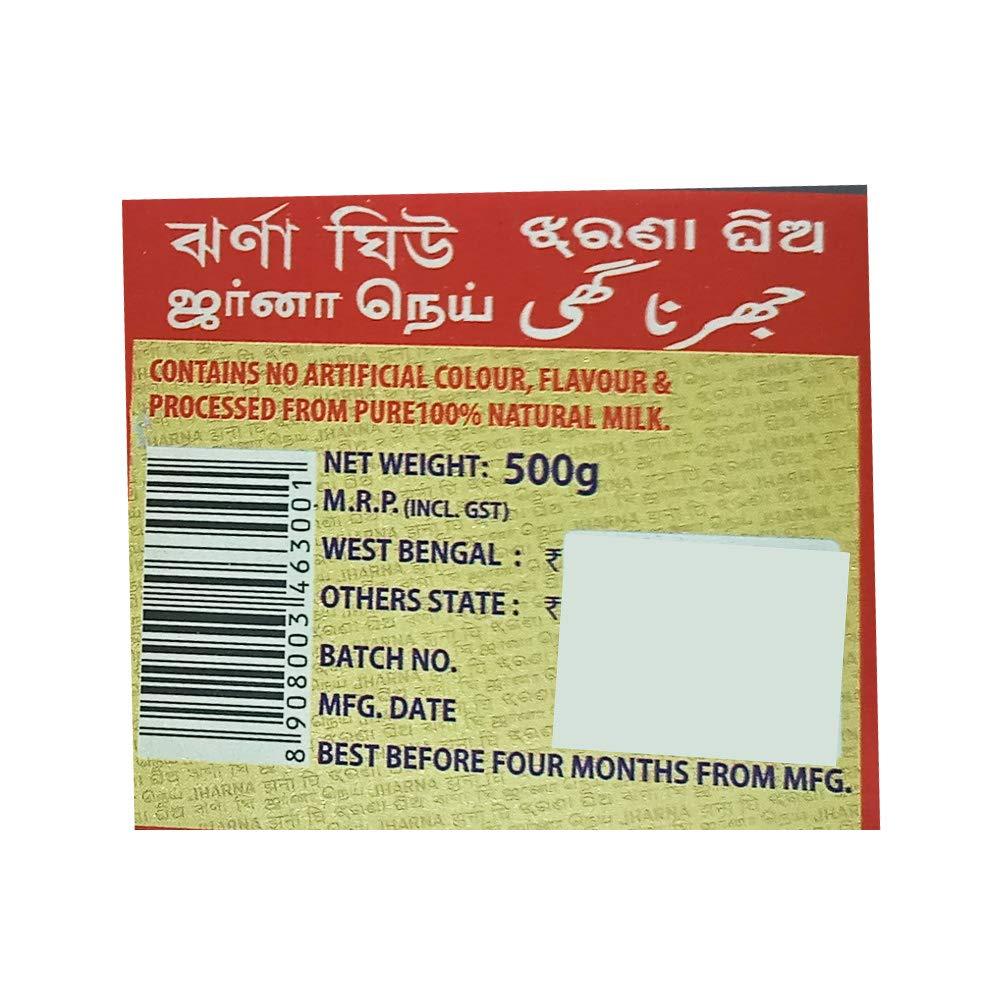 ঝর্ণা ঘিউ ଝରଣା ଘିଅ
ஜர்னா நெய் جھرنا گھی
CONTAINS NO ARTIFICIAL COLOUR, FLAVOUR &
PROCESSED FROM PURE100% NATURAL MILK.
NET WEIGHT: 500g
M.R.P. (INCL. GST)
WEST BENGAL : ₹
OTHERS STATE : ₹
BATCH NO.
MFG. DATE
BEST BEFORE FOUR MONTHS FROM MFG.
8 908003 463001